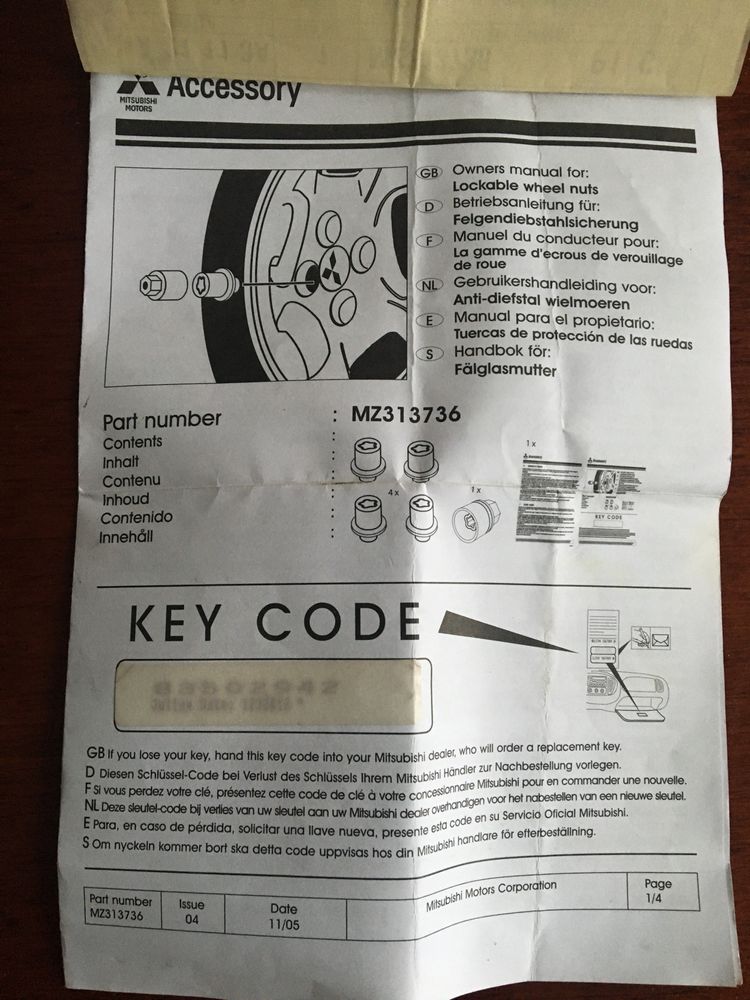 MITSUBISHI
MOTORS
Accessory
GB Owners manual for:
Lockable wheel nuts
D Betriebsanleitung für:
Felgendiebstahlsicherung
F Manuel du conducteur pour:
La gamme d'ecrous de verouillage
de roue
NL Gebruikershandleiding voor:
Anti-diefstal wielmoeren
E Manual para el propietario:
Tuercas de protección de las ruedas
S Handbok för:
Fälglasmutter
Part number : MZ313736
Contents :
Inhalt :
Contenu :
Inhoud :
Contenido :
Innehåll :
1 x
4 x
1 x
KEY CODE
KEY CODE
GB If you lose your key, hand this key code into your Mitsubishi dealer, who will order a replacement key.
D Diesen Schlüssel-Code bei Verlust des Schlüssels Ihrem Mitsubishi Händler zur Nachbestellung vorlegen.
F Si vous perdez votre clé, présentez cette code de clé à votre concessionnaire Mitsubishi pour en commander une nouvelle.
NL Deze sleutel-code bij verlies van uw sleutel aan uw Mitsubishi dealer overhandigen voor het nabestellen van een nieuwe sleutel.
E Para, en caso de pérdida, solicitar una llave nueva, presente esta code en su Servicio Oficial Mitsubishi.
S Om nyckeln kommer bort ska detta code uppvisas hos din Mitsubishi handlare för efterbeställning.
Part number Issue Date Mitsubishi Motors Corporation Page
MZ313736 04 11/05 1/4